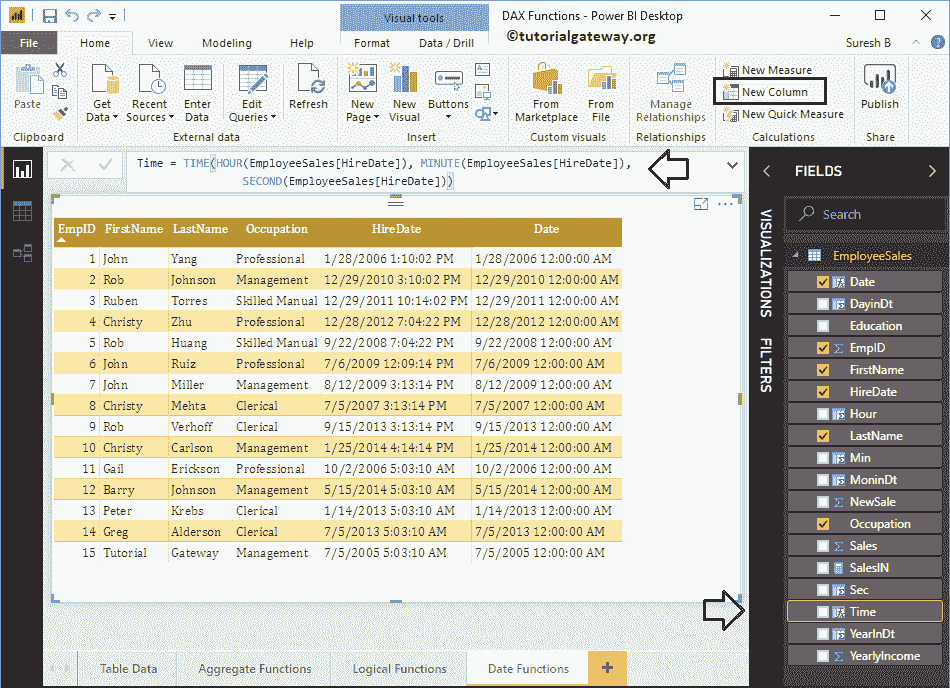 Visual tools
DAX Functions - Power BI Desktop
©tutorialgateway.org
File Home View Modeling Help Format Data / Drill Suresh B
Paste
Get Data
Recent Sources
Enter Data
Edit Queries
Refresh
New Page
New Visual
Buttons
From Marketplace
From File
Manage Relationships
New Measure
New Column
New Quick Measure
Publish
Clipboard External data Insert Custom visuals Relationships Calculations Share
Time = TIME(HOUR(EmployeeSales[HireDate]), MINUTE(EmployeeSales[HireDate]),
SECOND(EmployeeSales[HireDate]))
EmpID FirstName LastName Occupation HireDate Date
1 John Yang Professional 1/28/2006 1:10:02 PM 1/28/2006 12:00:00 AM
2 Rob Johnson Management 12/29/2010 3:10:02 PM 12/29/2010 12:00:00 AM
3 Ruben Torres Skilled Manual 12/29/2011 10:14:02 PM 12/29/2011 12:00:00 AM
4 Christy Zhu Professional 12/28/2012 7:04:22 PM 12/28/2012 12:00:00 AM
5 Rob Huang Skilled Manual 9/22/2008 7:04:22 PM 9/22/2008 12:00:00 AM
6 John Ruiz Professional 7/6/2009 12:09:14 PM 7/6/2009 12:00:00 AM
7 John Miller Management 8/12/2009 3:13:14 PM 8/12/2009 12:00:00 AM
8 Christy Mehta Clerical 7/5/2007 3:13:14 PM 7/5/2007 12:00:00 AM
9 Rob Verhoff Clerical 9/15/2013 3:13:14 PM 9/15/2013 12:00:00 AM
10 Christy Carlson Management 1/25/2014 4:14:14 PM 1/25/2014 12:00:00 AM
11 Gail Erickson Professional 10/2/2006 5:03:10 AM 10/2/2006 12:00:00 AM
12 Barry Johnson Management 5/15/2014 5:03:10 AM 5/15/2014 12:00:00 AM
13 Peter Krebs Clerical 1/14/2013 5:03:10 AM 1/14/2013 12:00:00 AM
14 Greg Alderson Clerical 7/5/2013 5:03:10 AM 7/5/2013 12:00:00 AM
15 Tutorial Gateway Management 7/5/2005 5:03:10 AM 7/5/2005 12:00:00 AM
VISUALIZATIONS
FILTERS
FIELDS
Search
EmployeeSales
Date
DayinDt
Education
EmpID
FirstName
HireDate
Hour
LastName
Min
MoninDt
NewSale
Occupation
Sales
SalesIN
Sec
Time
YearInDt
YearlyIncome
Table Data Aggregate Functions Logical Functions Date Functions +